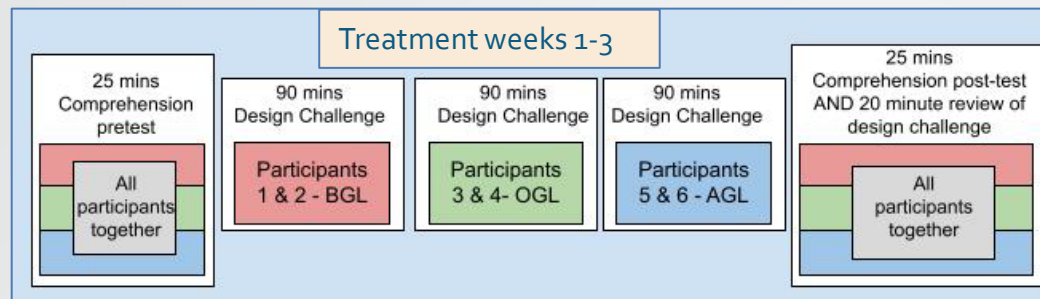 Treatment weeks 1-3
25 mins
Comprehension
pretest
All
participants
together
90 mins
Design Challenge
Participants
1 & 2 - BGL
90 mins
Design Challenge
Participants
3 & 4- OGL
90 mins
Design Challenge
Participants
5 & 6 - AGL
25 mins
Comprehension post-test
AND 20 minute review of
design challenge
All
participants
together